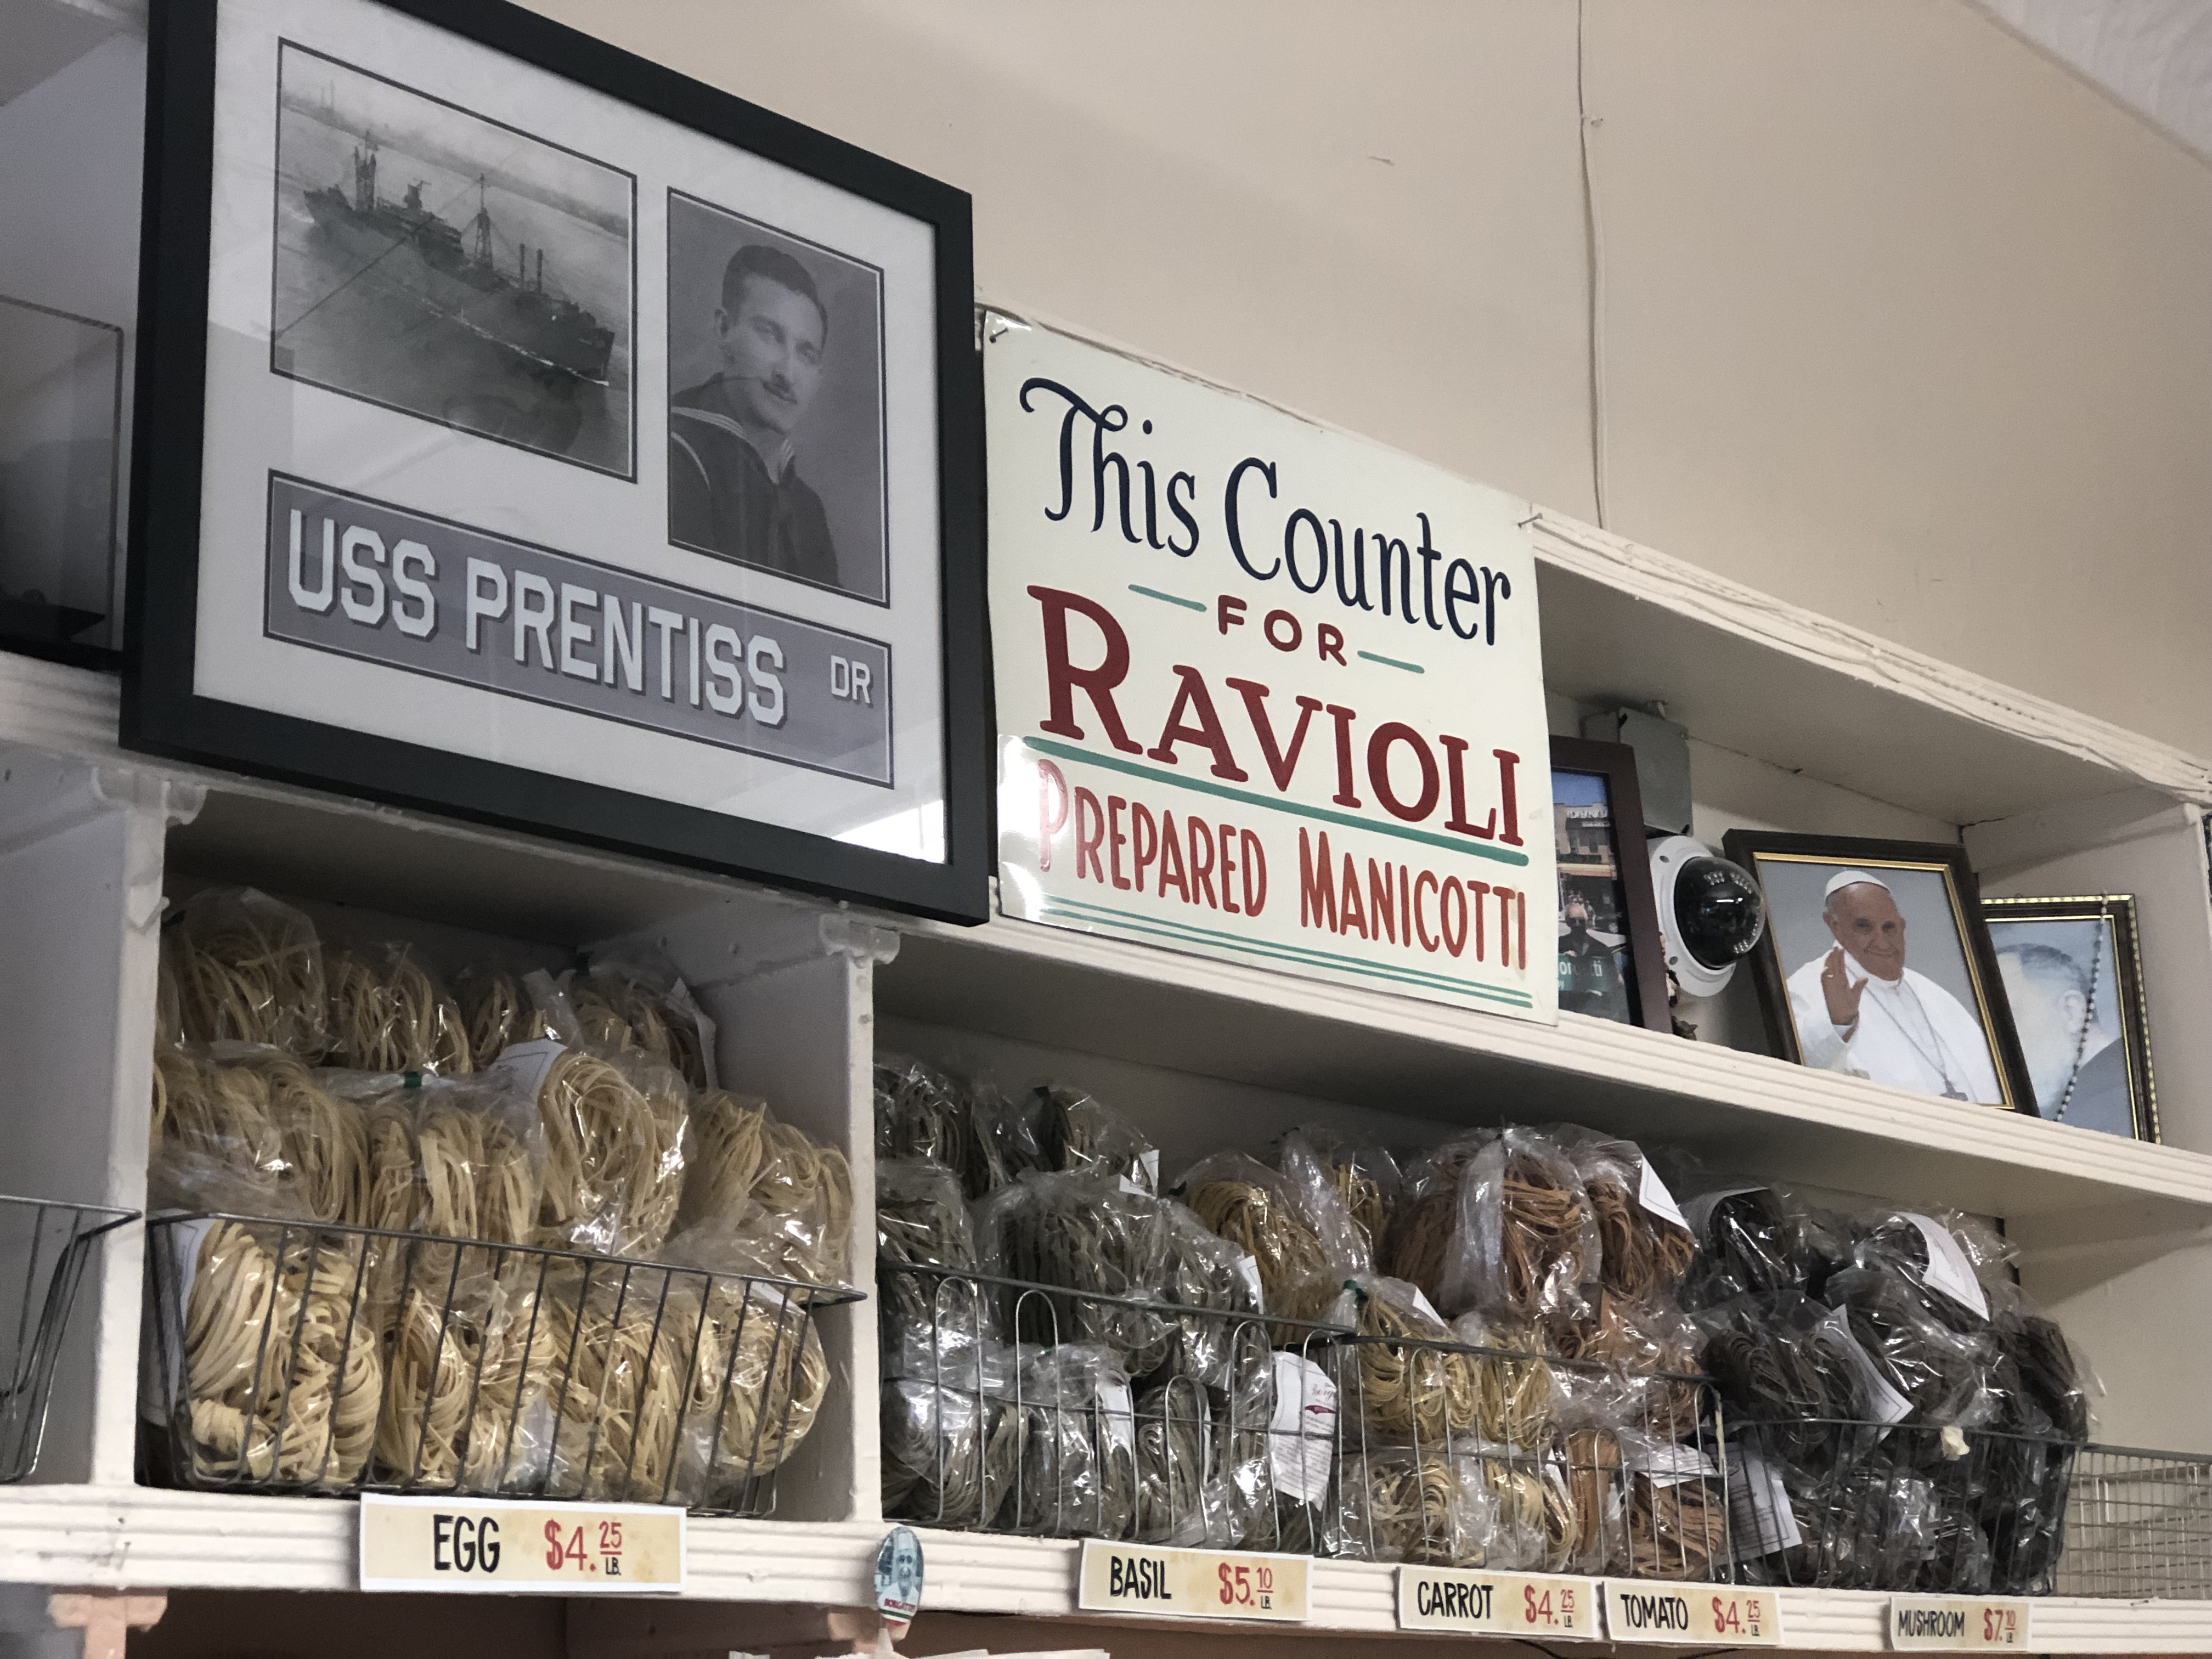 USS PRENTISS DR
This Counter
FOR
RAVIOLI
PREPARED MANICOTTI
EGG $4.25 LB.
BASIL $5.10 LB.
CARROT $4.25 LB.
TOMATO $4.25 LB.
MUSHROOM $7.10 LB